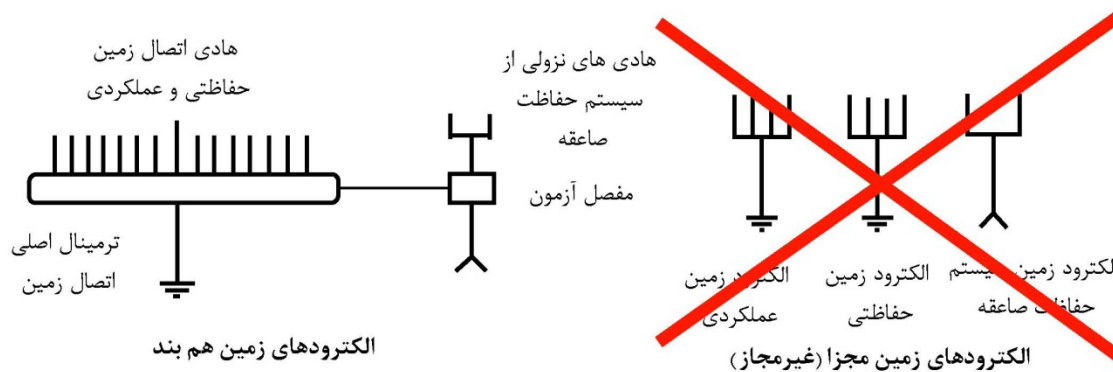 هادی اتصال زمین
حفاظتی و عملکردی
هادی های نزولی از
سیستم حفاظت
صاعقه
مفصل آزمون
ترمینال اصلی
اتصال زمین
الکترودهای زمین هم بند
الکترود زمین سیستم
حفاظت صاعقه
الکترود زمین
حفاظتی
الکترود زمین
عملکردی
الکترودهای زمین مجزا (غیرمجاز)